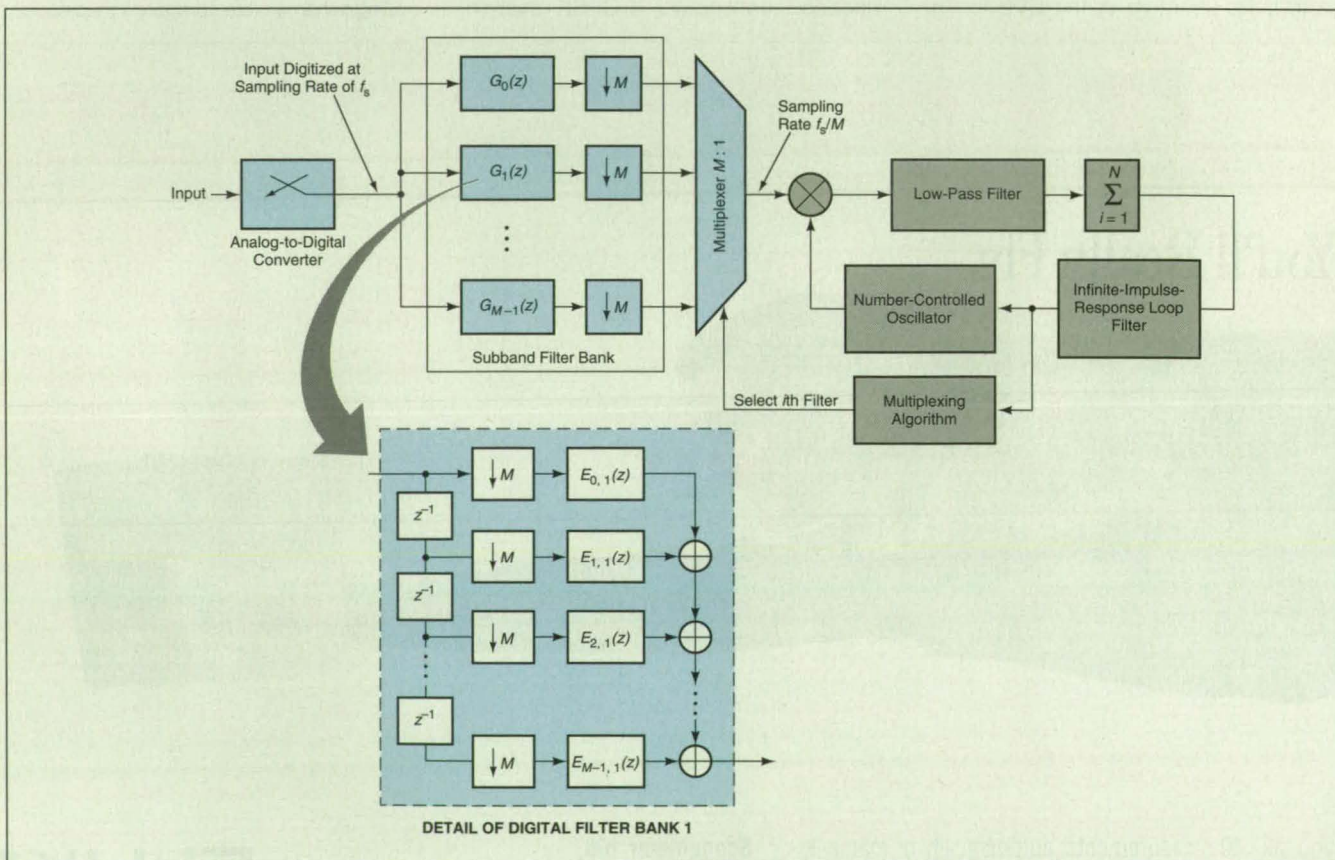 Input Digitized at
Sampling Rate of fₛ
Input
Analog-to-Digital
Converter
G₀(z)
↓ M
G₁(z)
↓ M
⋮
G_{M−1}(z)
↓ M
Subband Filter Bank
Multiplexer M : 1
Sampling
Rate fₛ/M
Low-Pass Filter
N
Σ
i = 1
Number-Controlled
Oscillator
Infinite-Impulse-
Response Loop
Filter
Select ith Filter
Multiplexing
Algorithm
z⁻¹
z⁻¹
z⁻¹
↓ M
E₀, ₁(z)
↓ M
E₁, ₁(z)
↓ M
E₂, ₁(z)
↓ M
E_{M−1, 1}(z)
DETAIL OF DIGITAL FILTER BANK 1